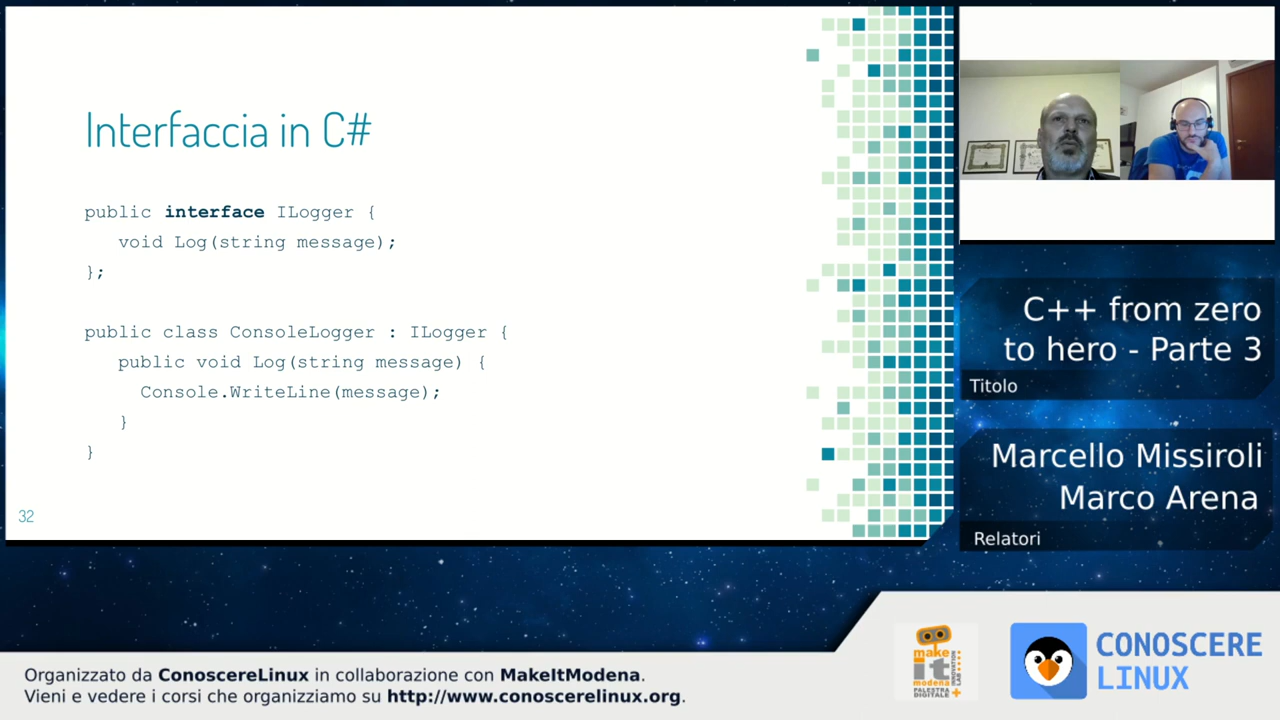 Interfaccia in C#
public interface ILogger {
void Log(string message);
};
public class ConsoleLogger : ILogger {
public void Log(string message) {
Console.WriteLine(message);
}
}
32
C++ from zero
to hero - Parte 3
Titolo
Marcello Missiroli
Marco Arena
Relatori
Organizzato da ConoscereLinux in collaborazione con MakeItModena.
Vieni e vedere i corsi che organizziamo su http://www.conoscerelinux.org.
make
it
modena
PALESTRA
DIGITALE
INNOVATION
LAB
CONOSCERE
LINUX